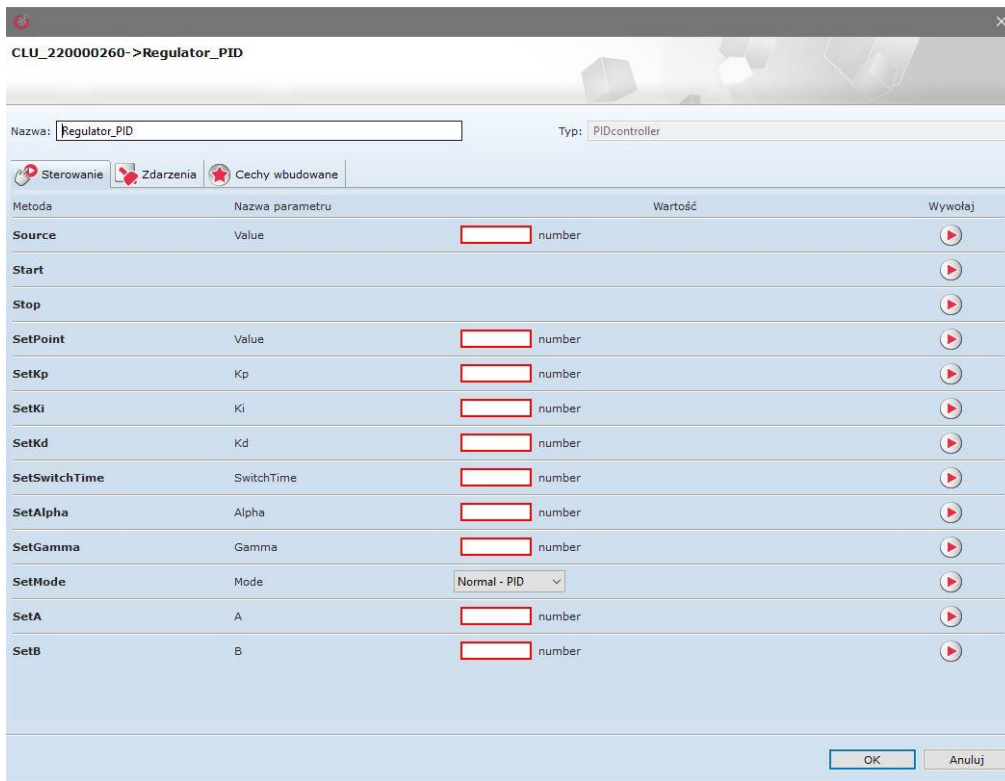 CLU_220000260->Regulator_PID
Nazwa: Regulator_PID Typ: PIDcontroller
Sterowanie Zdarzenia Cechy wbudowane
Metoda Nazwa parametru Wartość Wywołaj
Source Value number
Start
Stop
SetPoint Value number
SetKp Kp number
SetKi Ki number
SetKd Kd number
SetSwitchTime SwitchTime number
SetAlpha Alpha number
SetGamma Gamma number
SetMode Mode Normal - PID
SetA A number
SetB B number
OK Anuluj